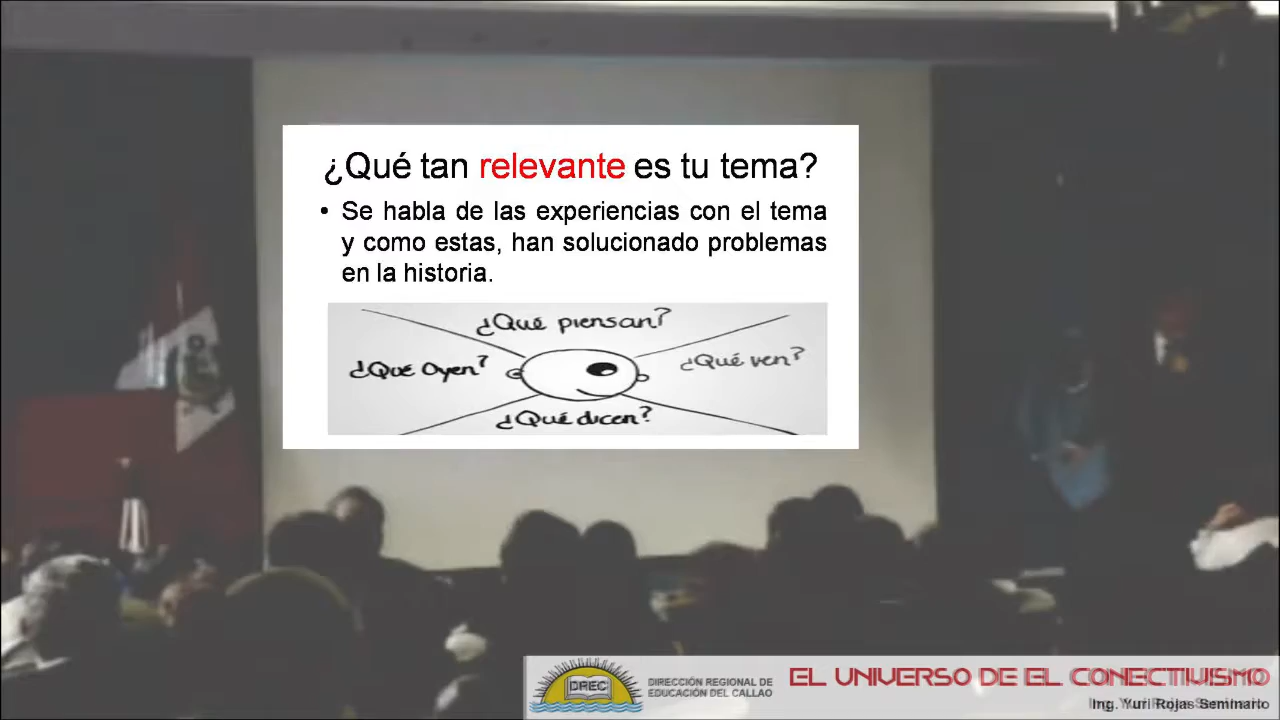 ¿Qué tan relevante es tu tema?
• Se habla de las experiencias con el tema
y como estas, han solucionado problemas
en la historia.
¿Qué piensan?
¿Qué Oyen?
¿Qué ven?
¿Qué dicen?
DREC
DIRECCIÓN REGIONAL DE
EDUCACIÓN DEL CALLAO
EL UNIVERSO DE EL CONECTIVISMO
Ing. Yuri Rojas Seminario